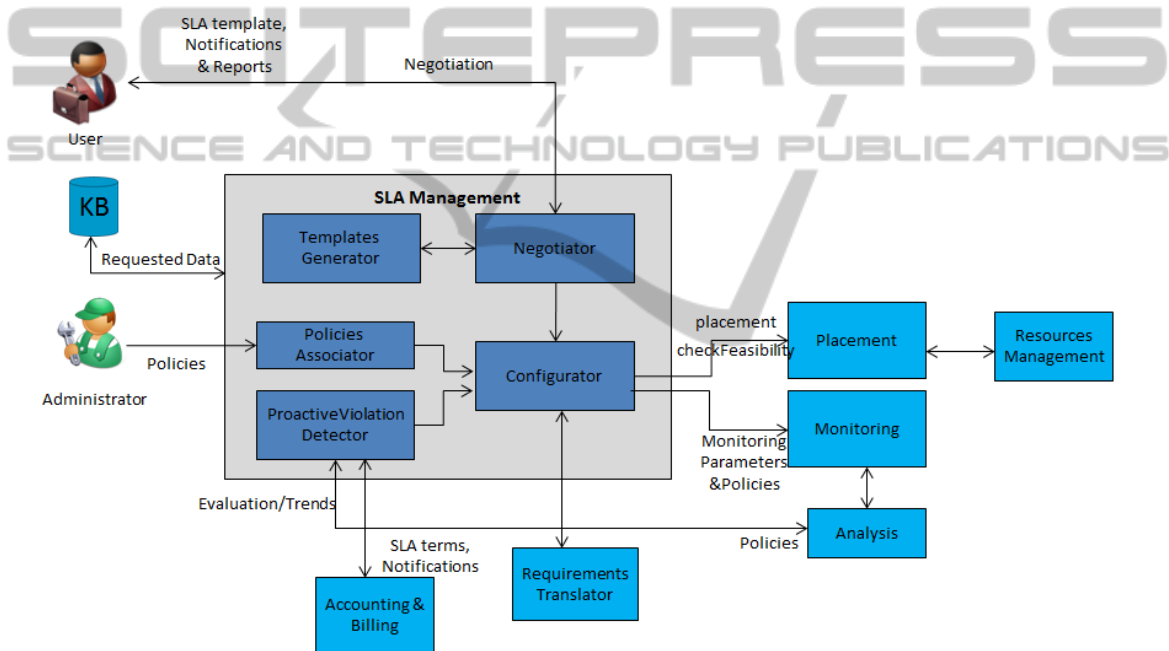 SCITEPRESS
SCIENCE AND TECHNOLOGY PUBLICATIONS
SLA template,
Notifications
& Reports
Negotiation
User
KB
Requested Data
SLA Management
Templates
Generator
Negotiator
Administrator
Policies
Policies
Associator
Configurator
ProactiveViolation
Detector
placement
checkFeasibility
Placement
Resources
Management
Monitoring
Parameters
&Policies
Monitoring
Analysis
Policies
Evaluation/Trends
SLA terms,
Notifications
Accounting &
Billing
Requirements
Translator